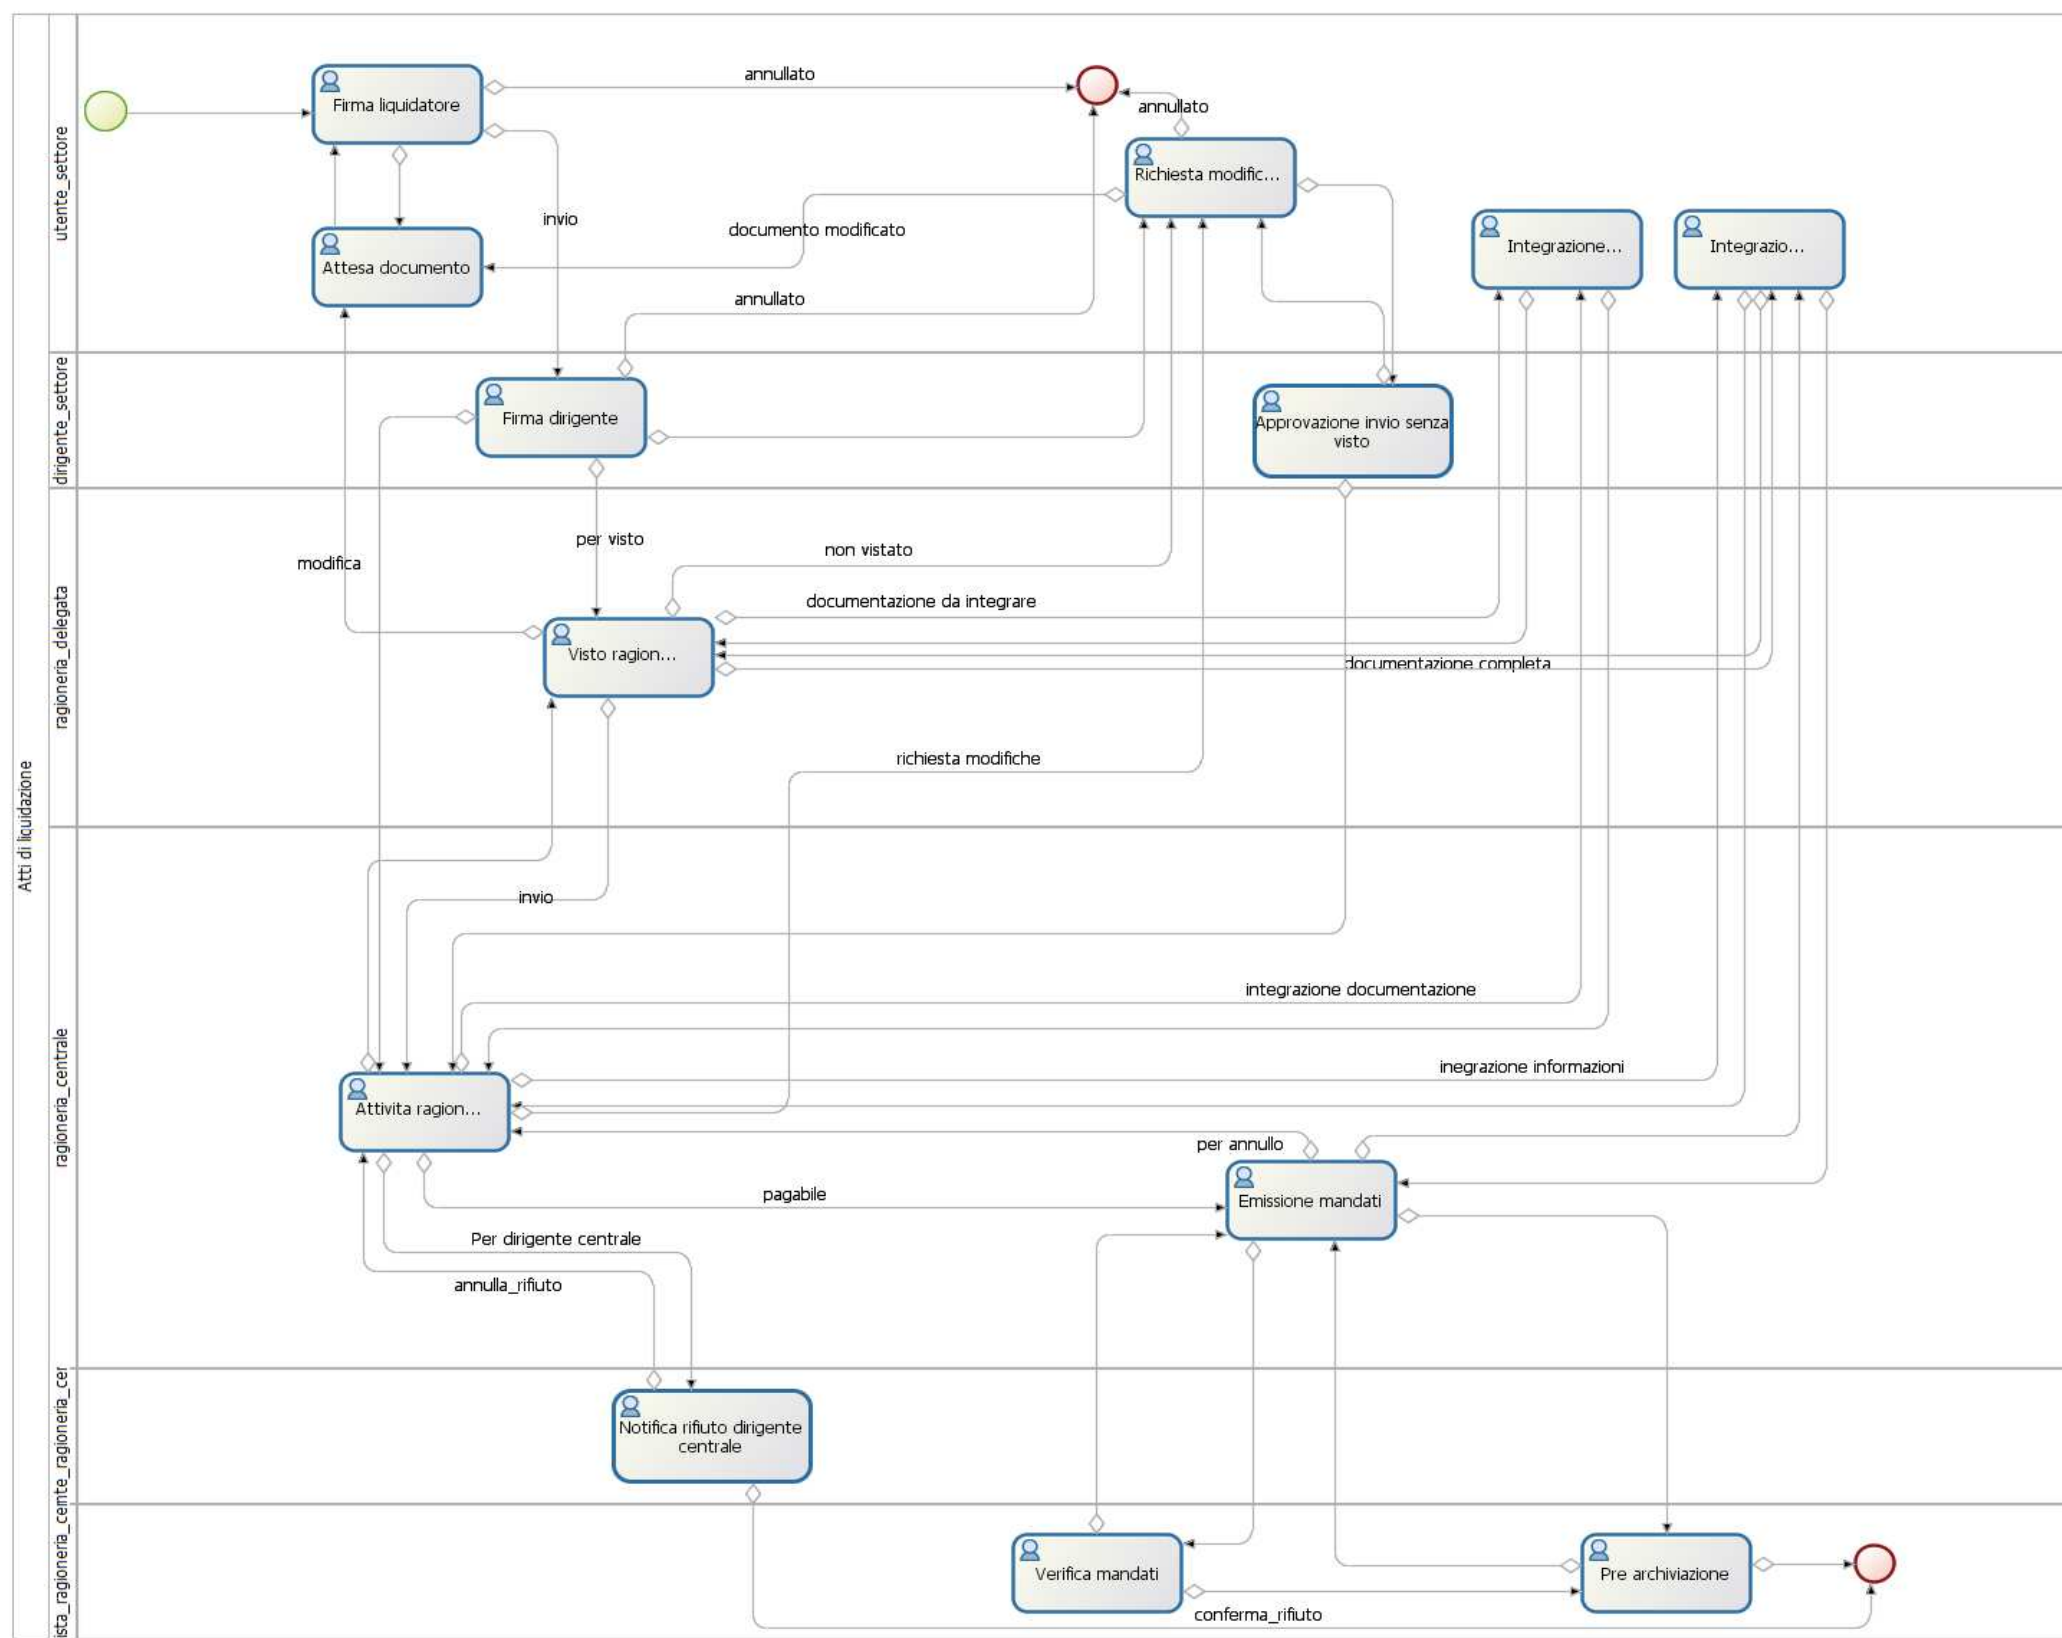 Atti di liquidazione
utente_settore
Firma liquidatore
annullato
annullato
Richiesta modific...
invio
documento modificato
Attesa documento
Integrazione...
Integrazio...
annullato
dirigente_settore
Firma dirigente
Approvazione invio senza
visto
ragioneria_delegata
per visto
non vistato
modifica
documentazione da integrare
Visto ragion...
documentazione completa
richiesta modifiche
ragioneria_centrale
invio
integrazione documentazione
inegrazione informazioni
Attivita ragion...
per annullo
pagabile
Emissione mandati
Per dirigente centrale
annulla_rifiuto
Notifica rifiuto dirigente
centrale
Verifica mandati
Pre archiviazione
conferma_rifiuto